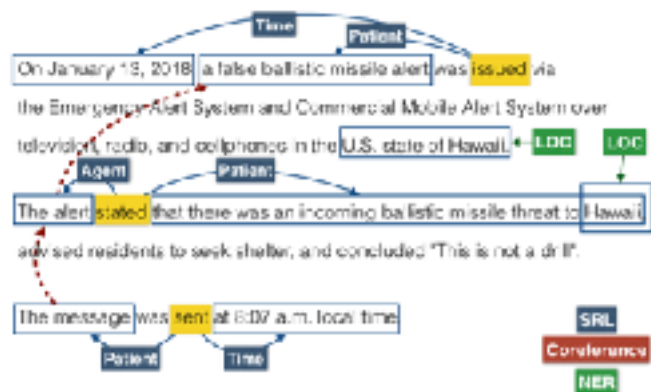 Time
Patient
On January 13, 2018 a false ballistic missile alert was issued via
the Emergency Alert System and Commercial Mobile Alert System over
television, radio, and cellphones in the U.S. state of Hawaii. LOC LOC
Agent Patient
The alert stated that there was an incoming ballistic missile threat to Hawaii,
advised residents to seek shelter, and concluded "This is not a drill".
The message was sent at 8:07 a.m. local time
Patient Time
SRL
Coreference
NER